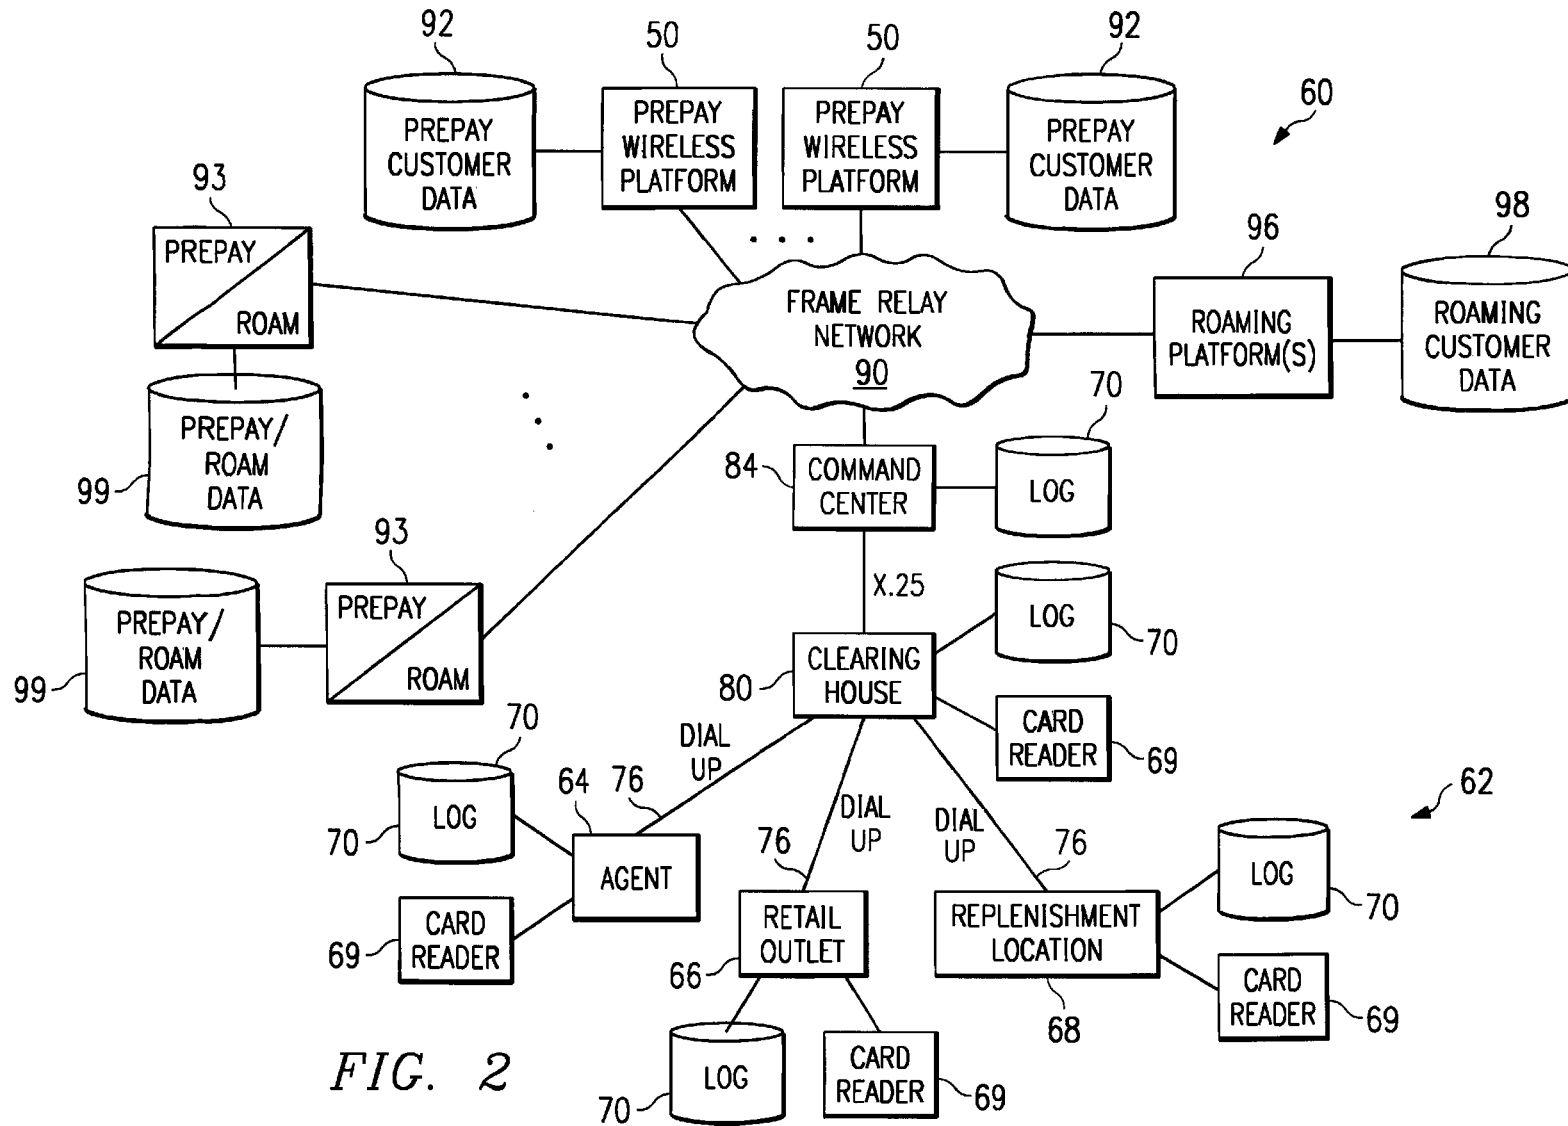 92
50
50
92
60
PREPAY
CUSTOMER
DATA
PREPAY
WIRELESS
PLATFORM
PREPAY
WIRELESS
PLATFORM
PREPAY
CUSTOMER
DATA
93
PREPAY
ROAM
96
98
FRAME RELAY
NETWORK
90
ROAMING
PLATFORM(S)
ROAMING
CUSTOMER
DATA
PREPAY/
ROAM
DATA
99
84
COMMAND
CENTER
70
LOG
93
PREPAY
ROAM
PREPAY/
ROAM
DATA
99
X.25
LOG
70
80
CLEARING
HOUSE
CARD
READER
69
DIAL
UP
DIAL
UP
DIAL
UP
62
70
LOG
70
64
76
AGENT
CARD
READER
69
76
RETAIL
OUTLET
66
76
REPLENISHMENT
LOCATION
68
LOG
70
CARD
READER
69
LOG
70
CARD
READER
69
FIG. 2